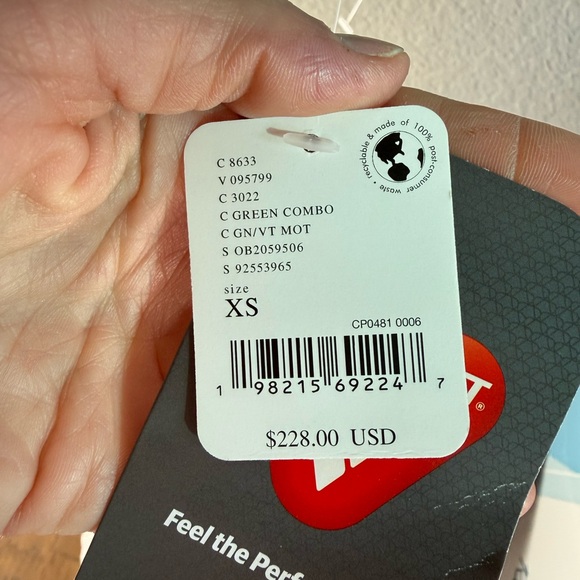 C 8633
V 095799
C 3022
C GREEN COMBO
C GN/VT MOT
S OB2059506
S 92553965
size
XS
recyclable & made of 100% post-consumer waste •
CP0481 0006
1 98215 69224 7
$228.00 USD
®
Feel the